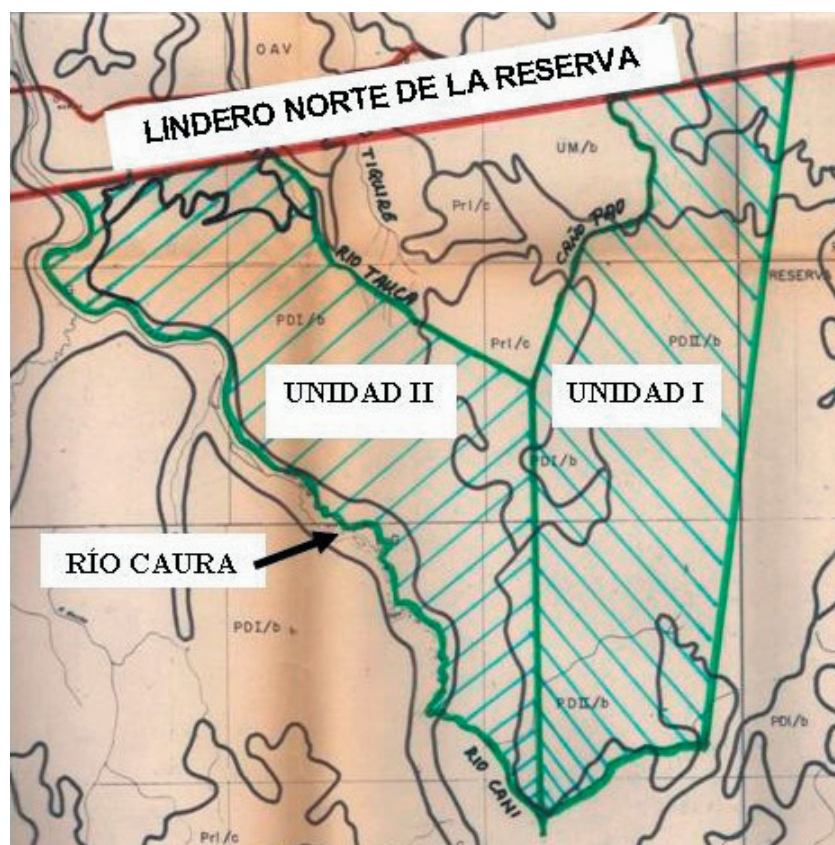 OAV
LINDERO NORTE DE LA RESERVA
TIGUIRE
UM/b
Prl/c
CAÑO PAO
RIO TAUCA
RESERVA
PDI/b
Prl/c
PDII/b
UNIDAD II
UNIDAD I
PDI/b
G
RÍO CAURA
PDI/b
PDII/b
PDI/b
RIO CANI
Prl/c